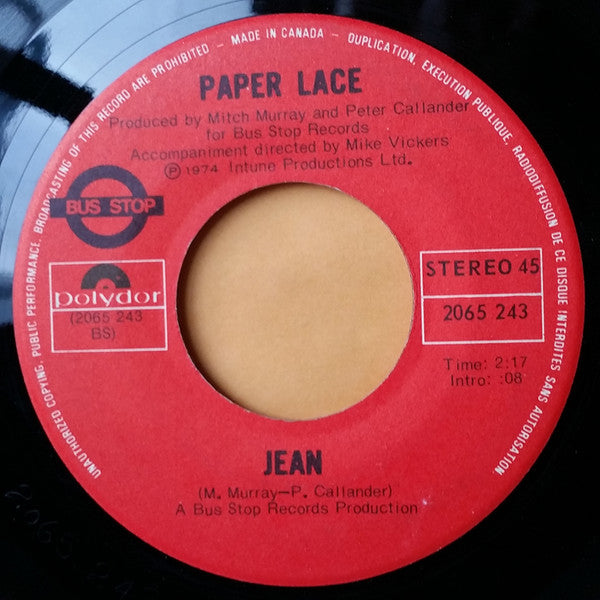 UNAUTHORIZED COPYING, PUBLIC PERFORMANCE, BROADCASTING OF THIS RECORD ARE PROHIBITED – MADE IN CANADA – DUPLICATION, EXECUTION PUBLIQUE, RADIODIFFUSION DE CE DISQUE INTERDITES SANS AUTORISATION
PAPER LACE
Produced by Mitch Murray and Peter Callander
for Bus Stop Records
Accompaniment directed by Mike Vickers
Ⓟ 1974 Intune Productions Ltd.
BUS STOP
polydor
(2065 243
BS)
STEREO 45
2065 243
Time: 2:17
Intro: :08
JEAN
(M. Murray—P. Callander)
A Bus Stop Records Production